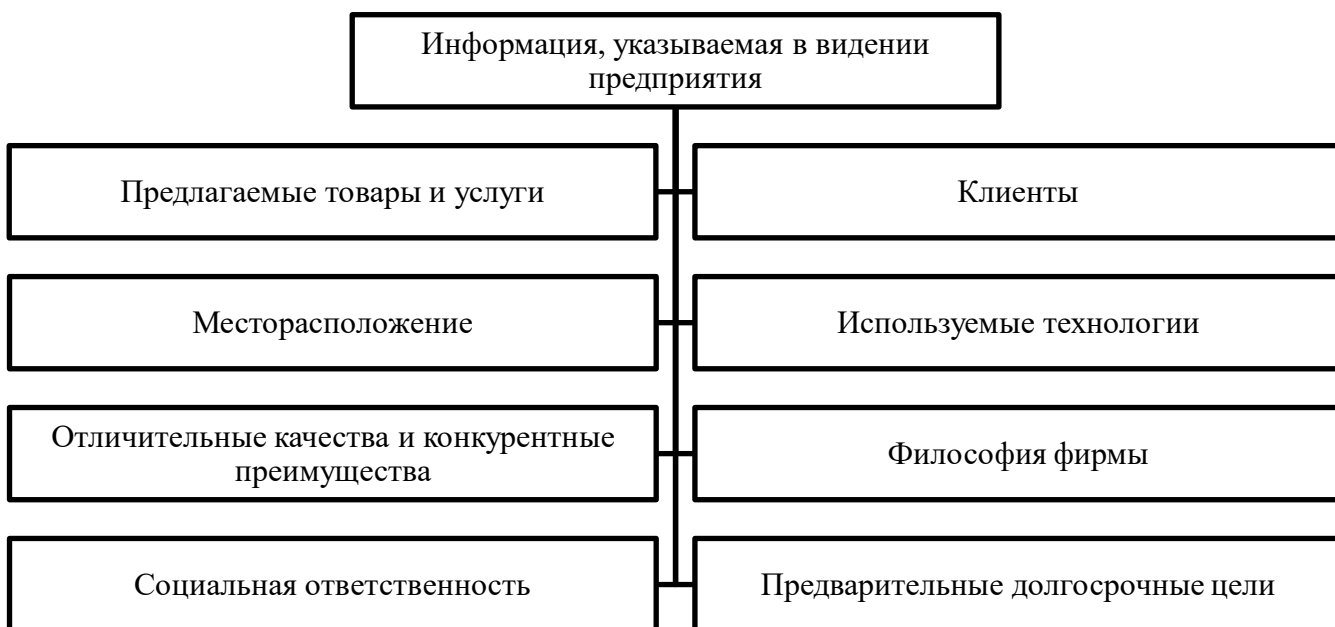 Информация, указываемая в видении
предприятия
Предлагаемые товары и услуги
Клиенты
Месторасположение
Используемые технологии
Отличительные качества и конкурентные
преимущества
Философия фирмы
Социальная ответственность
Предварительные долгосрочные цели